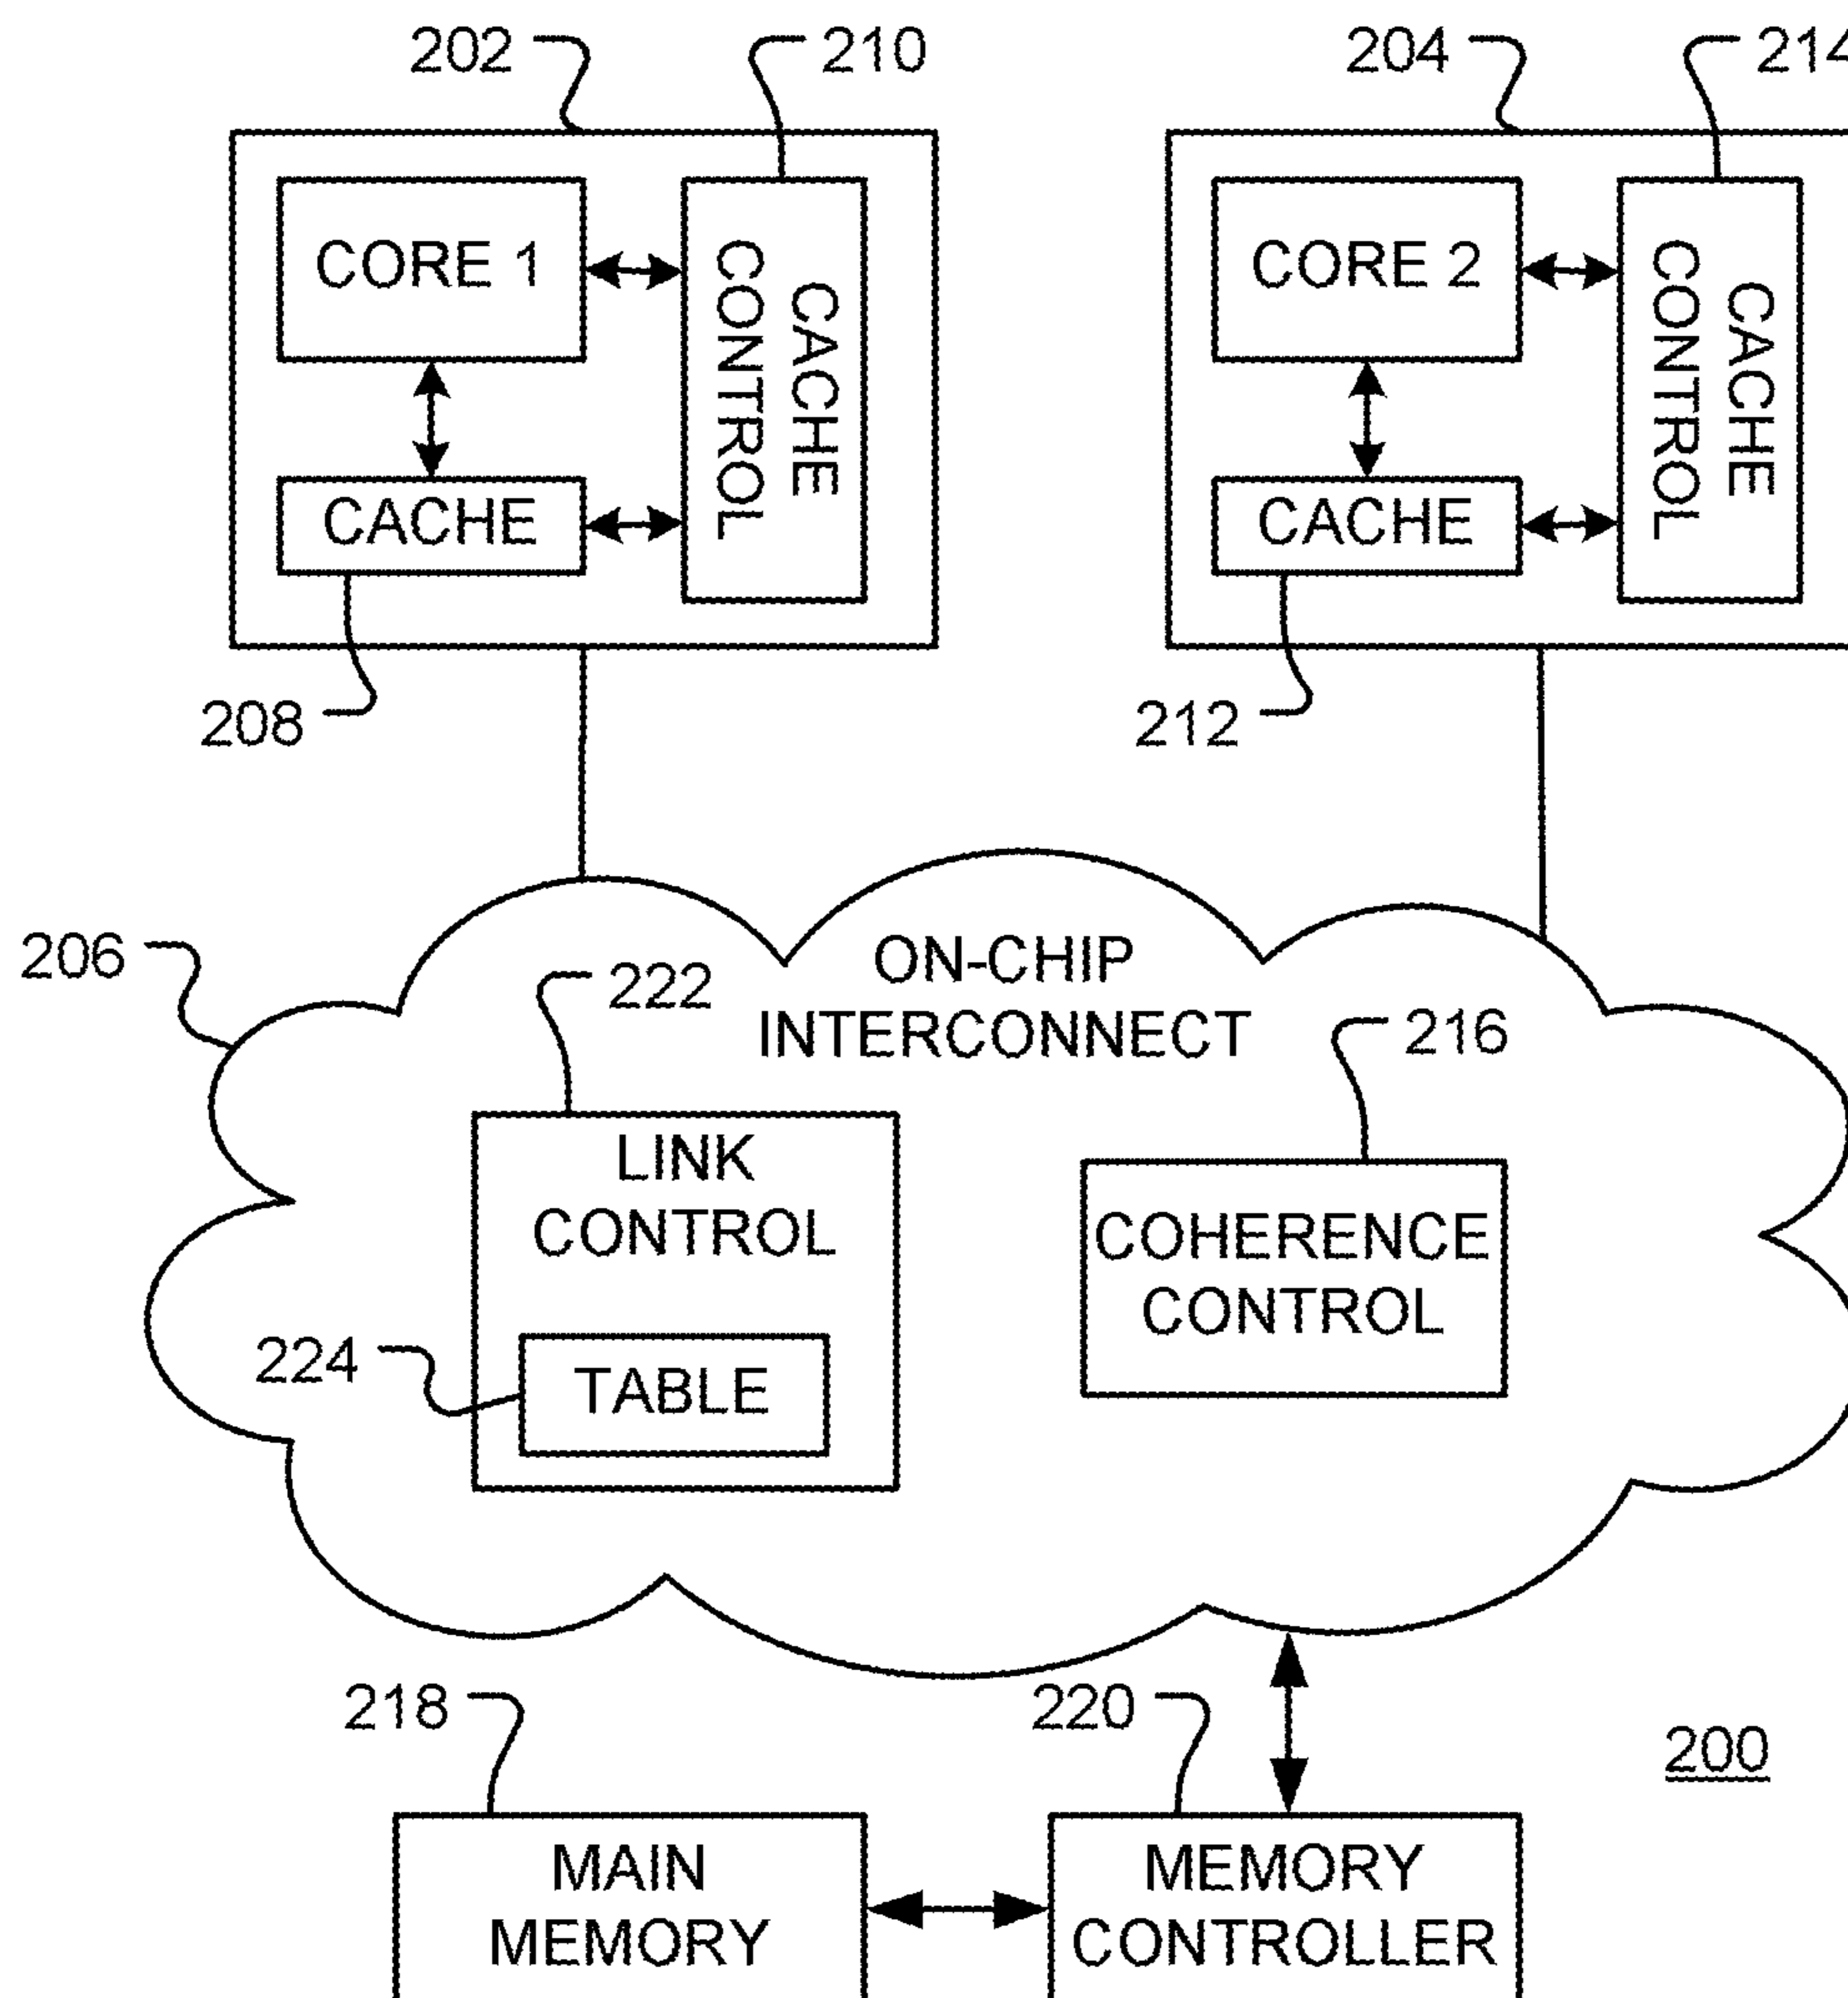 202
210
204
214
CORE 1
CACHE
CONTROL
CORE 2
CACHE
CONTROL
CACHE
CACHE
208
212
206
ON-CHIP
INTERCONNECT
222
216
LINK
CONTROL
COHERENCE
CONTROL
224
TABLE
218
220
200
MAIN
MEMORY
MEMORY
CONTROLLER